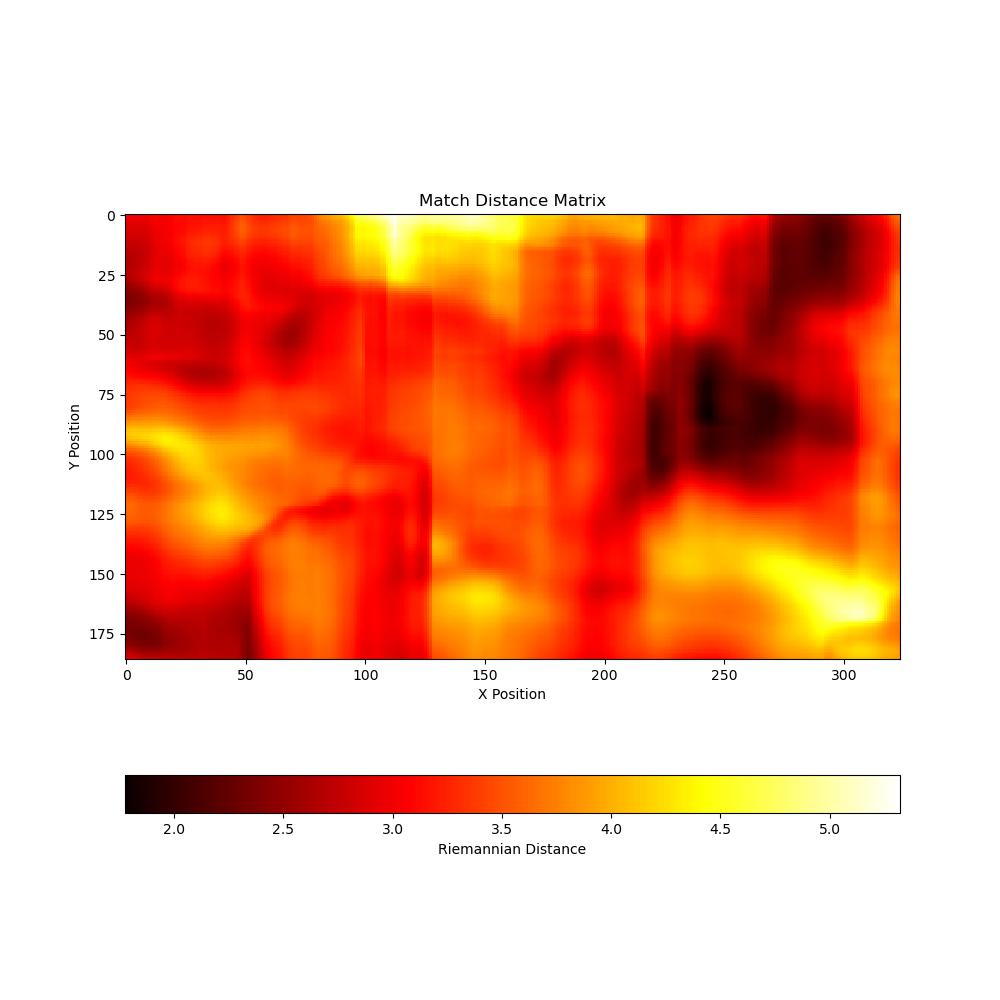 Match Distance Matrix
0
25
50
75
100
125
150
175
Y Position
0 50 100 150 200 250 300
X Position
2.0 2.5 3.0 3.5 4.0 4.5 5.0
Riemannian Distance